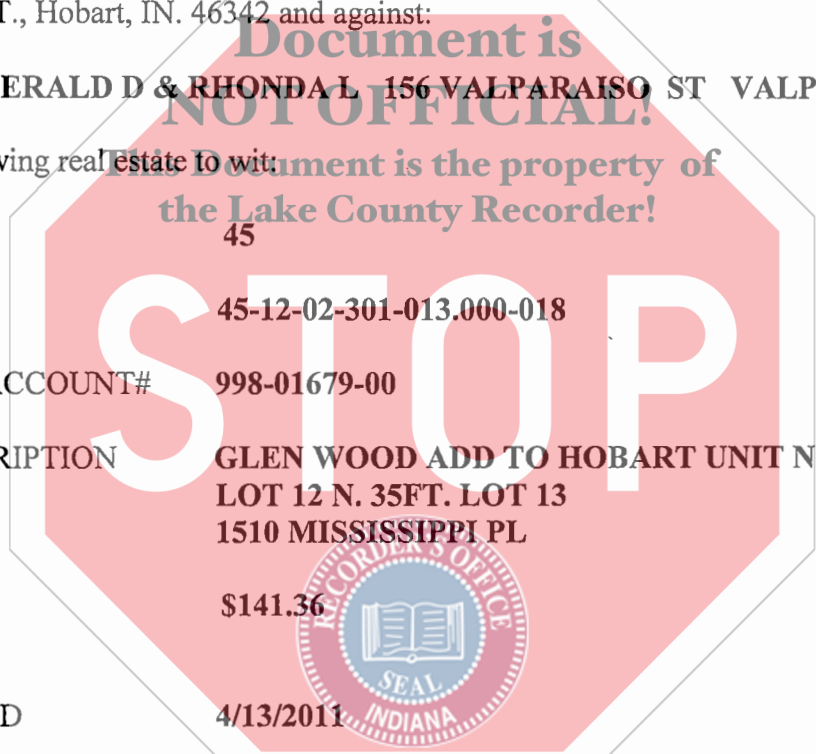 T., Hobart, IN. 46342 and against:
Document is
ERALD D & RHONDA L 156 VALPARAISO ST VALP
NOT OFFICIAL!
wing real estate to wit:
This Document is the property of
the Lake County Recorder!
45
45-12-02-301-013.000-018
STOP
CCOUNT# 998-01679-00
RIPTION GLEN WOOD ADD TO HOBART UNIT N
LOT 12 N. 35FT. LOT 13
1510 MISSISSIPPI PL
RECORDER'S OFFICE
$141.36
SEAL
INDIANA
D 4/13/2011